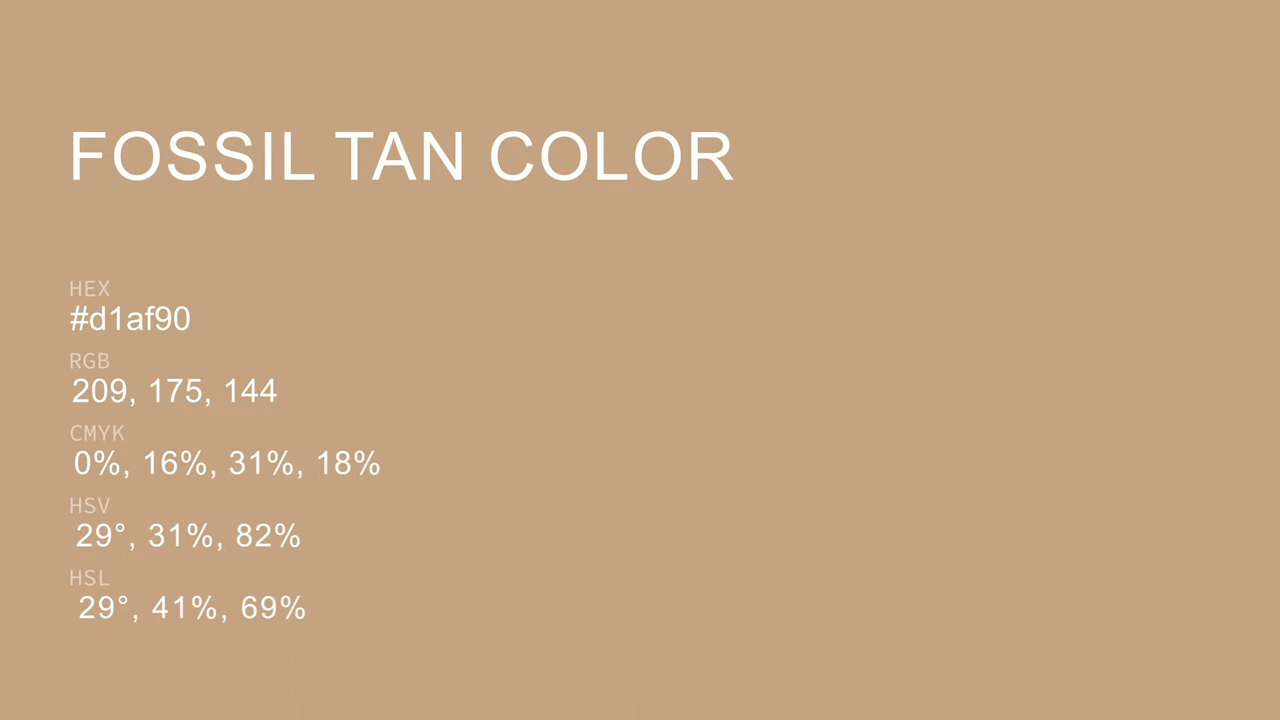 FOSSIL TAN COLOR
HEX
#d1af90
RGB
209, 175, 144
CMYK
0%, 16%, 31%, 18%
HSV
29°, 31%, 82%
HSL
29°, 41%, 69%